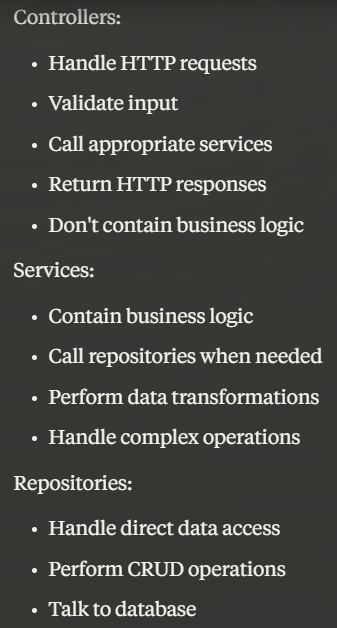 Controllers:
• Handle HTTP requests
• Validate input
• Call appropriate services
• Return HTTP responses
• Don't contain business logic
Services:
• Contain business logic
• Call repositories when needed
• Perform data transformations
• Handle complex operations
Repositories:
• Handle direct data access
• Perform CRUD operations
• Talk to database